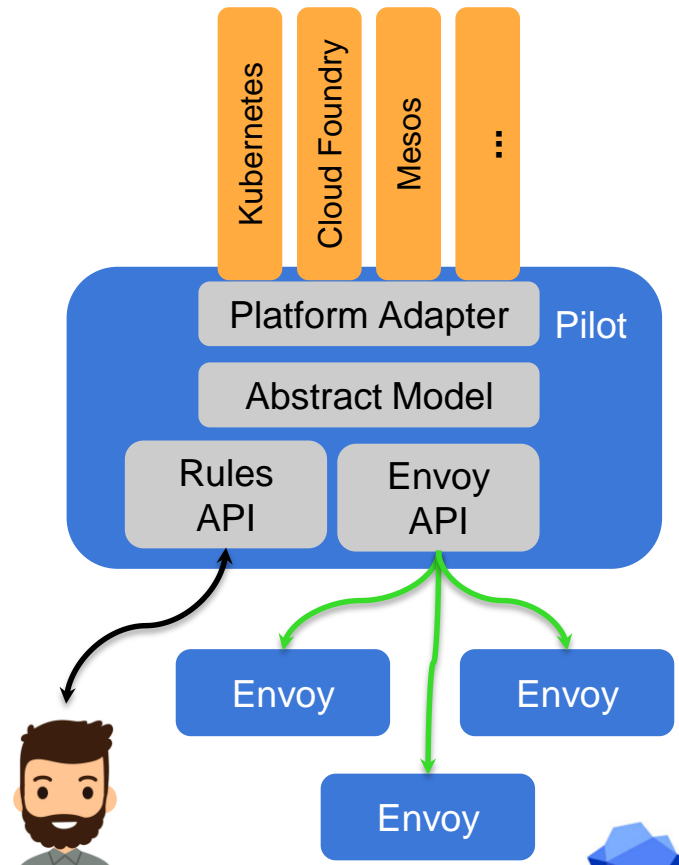 Kubernetes
Cloud Foundry
Mesos
...
Platform Adapter
Pilot
Abstract Model
Rules
API
Envoy
API
Envoy
Envoy
Envoy